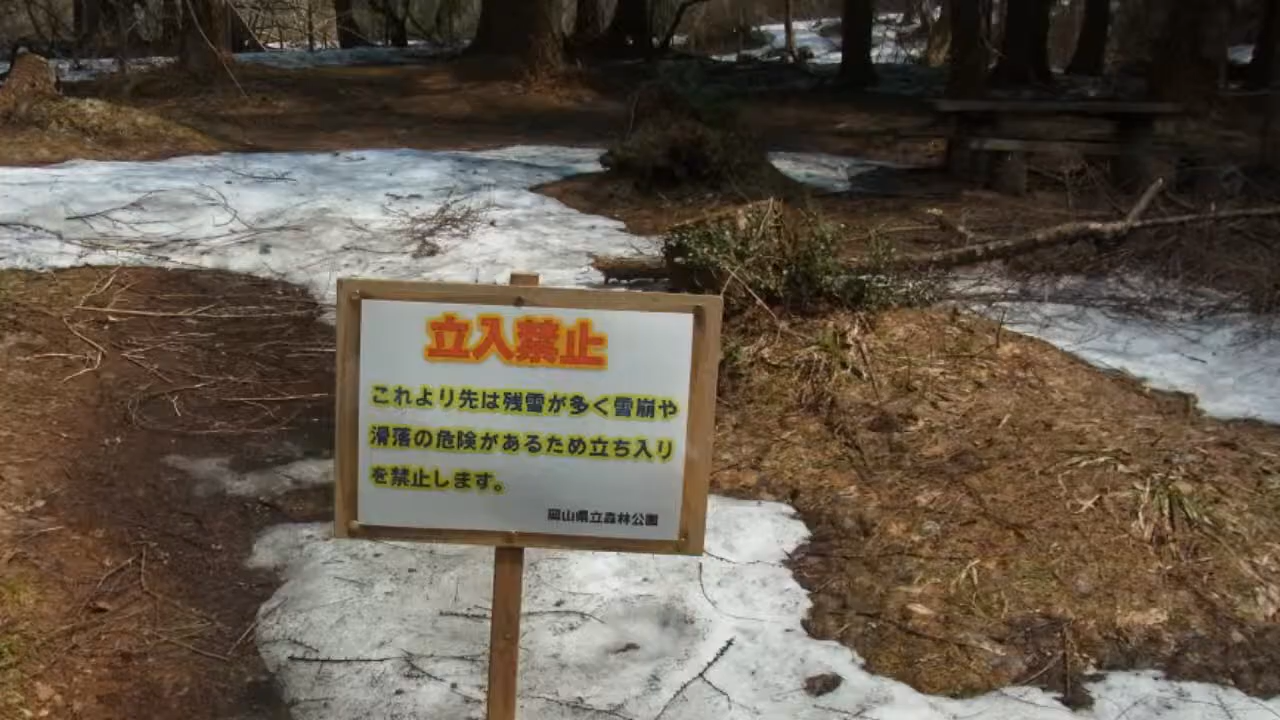 立入禁止
これより先は残雪が多く雪崩や
滑落の危険があるため立ち入り
を禁止します。
岡山県立森林公園